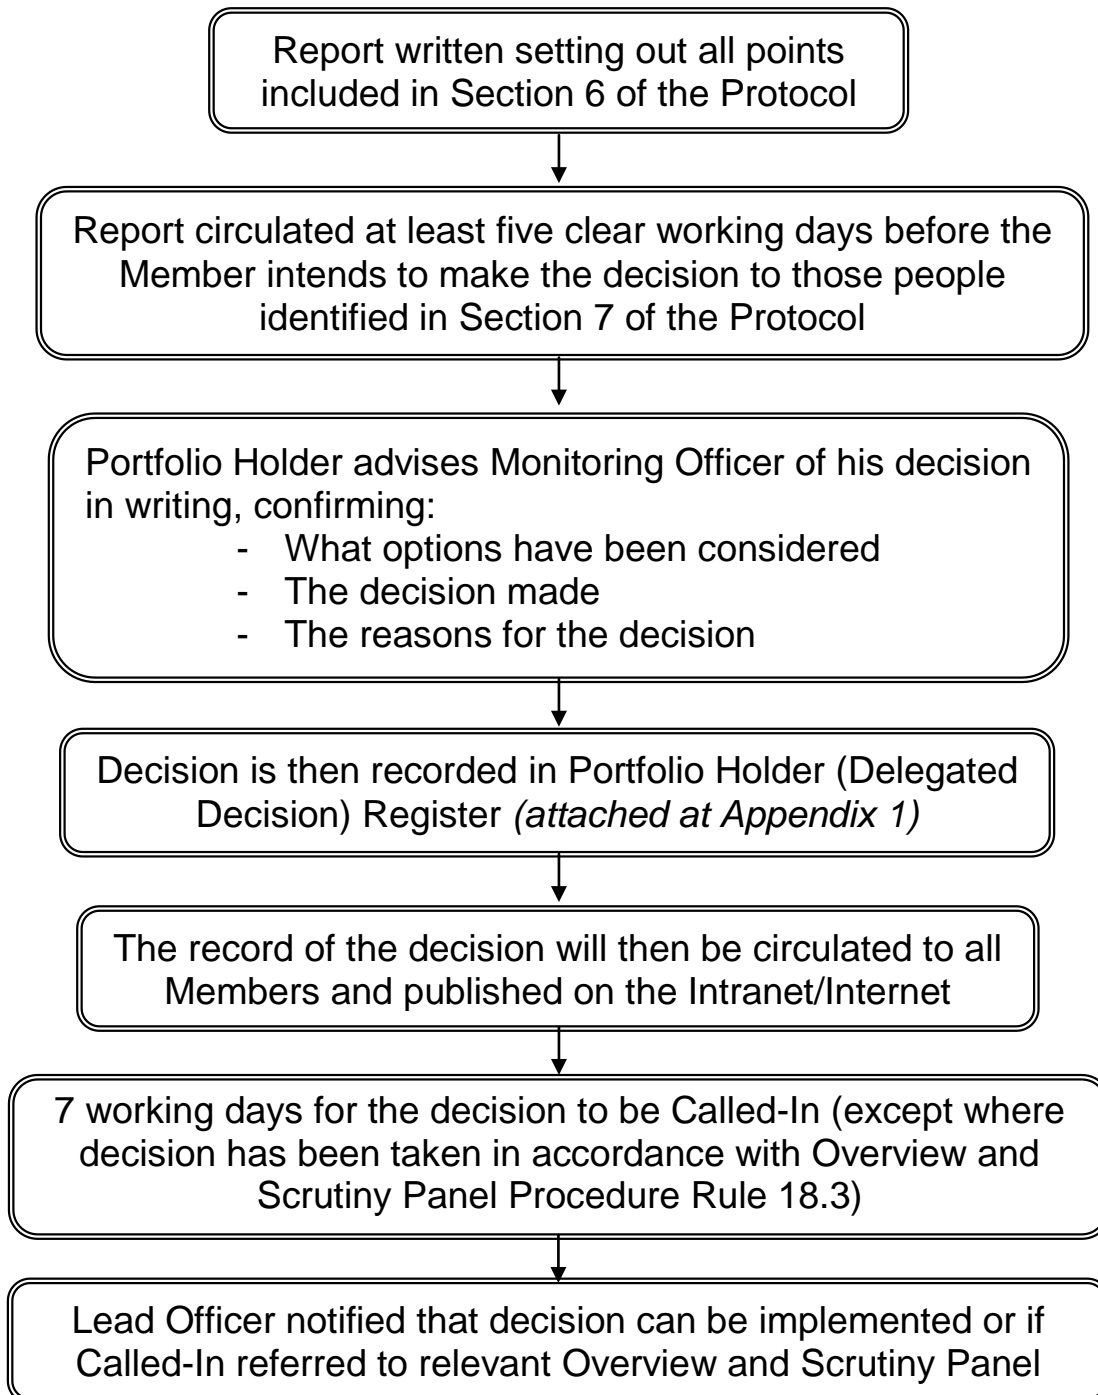 Report written setting out all points
included in Section 6 of the Protocol
Report circulated at least five clear working days before the
Member intends to make the decision to those people
identified in Section 7 of the Protocol
Portfolio Holder advises Monitoring Officer of his decision
in writing, confirming:
- What options have been considered
- The decision made
- The reasons for the decision
Decision is then recorded in Portfolio Holder (Delegated
Decision) Register (attached at Appendix 1)
The record of the decision will then be circulated to all
Members and published on the Intranet/Internet
7 working days for the decision to be Called-In (except where
decision has been taken in accordance with Overview and
Scrutiny Panel Procedure Rule 18.3)
Lead Officer notified that decision can be implemented or if
Called-In referred to relevant Overview and Scrutiny Panel